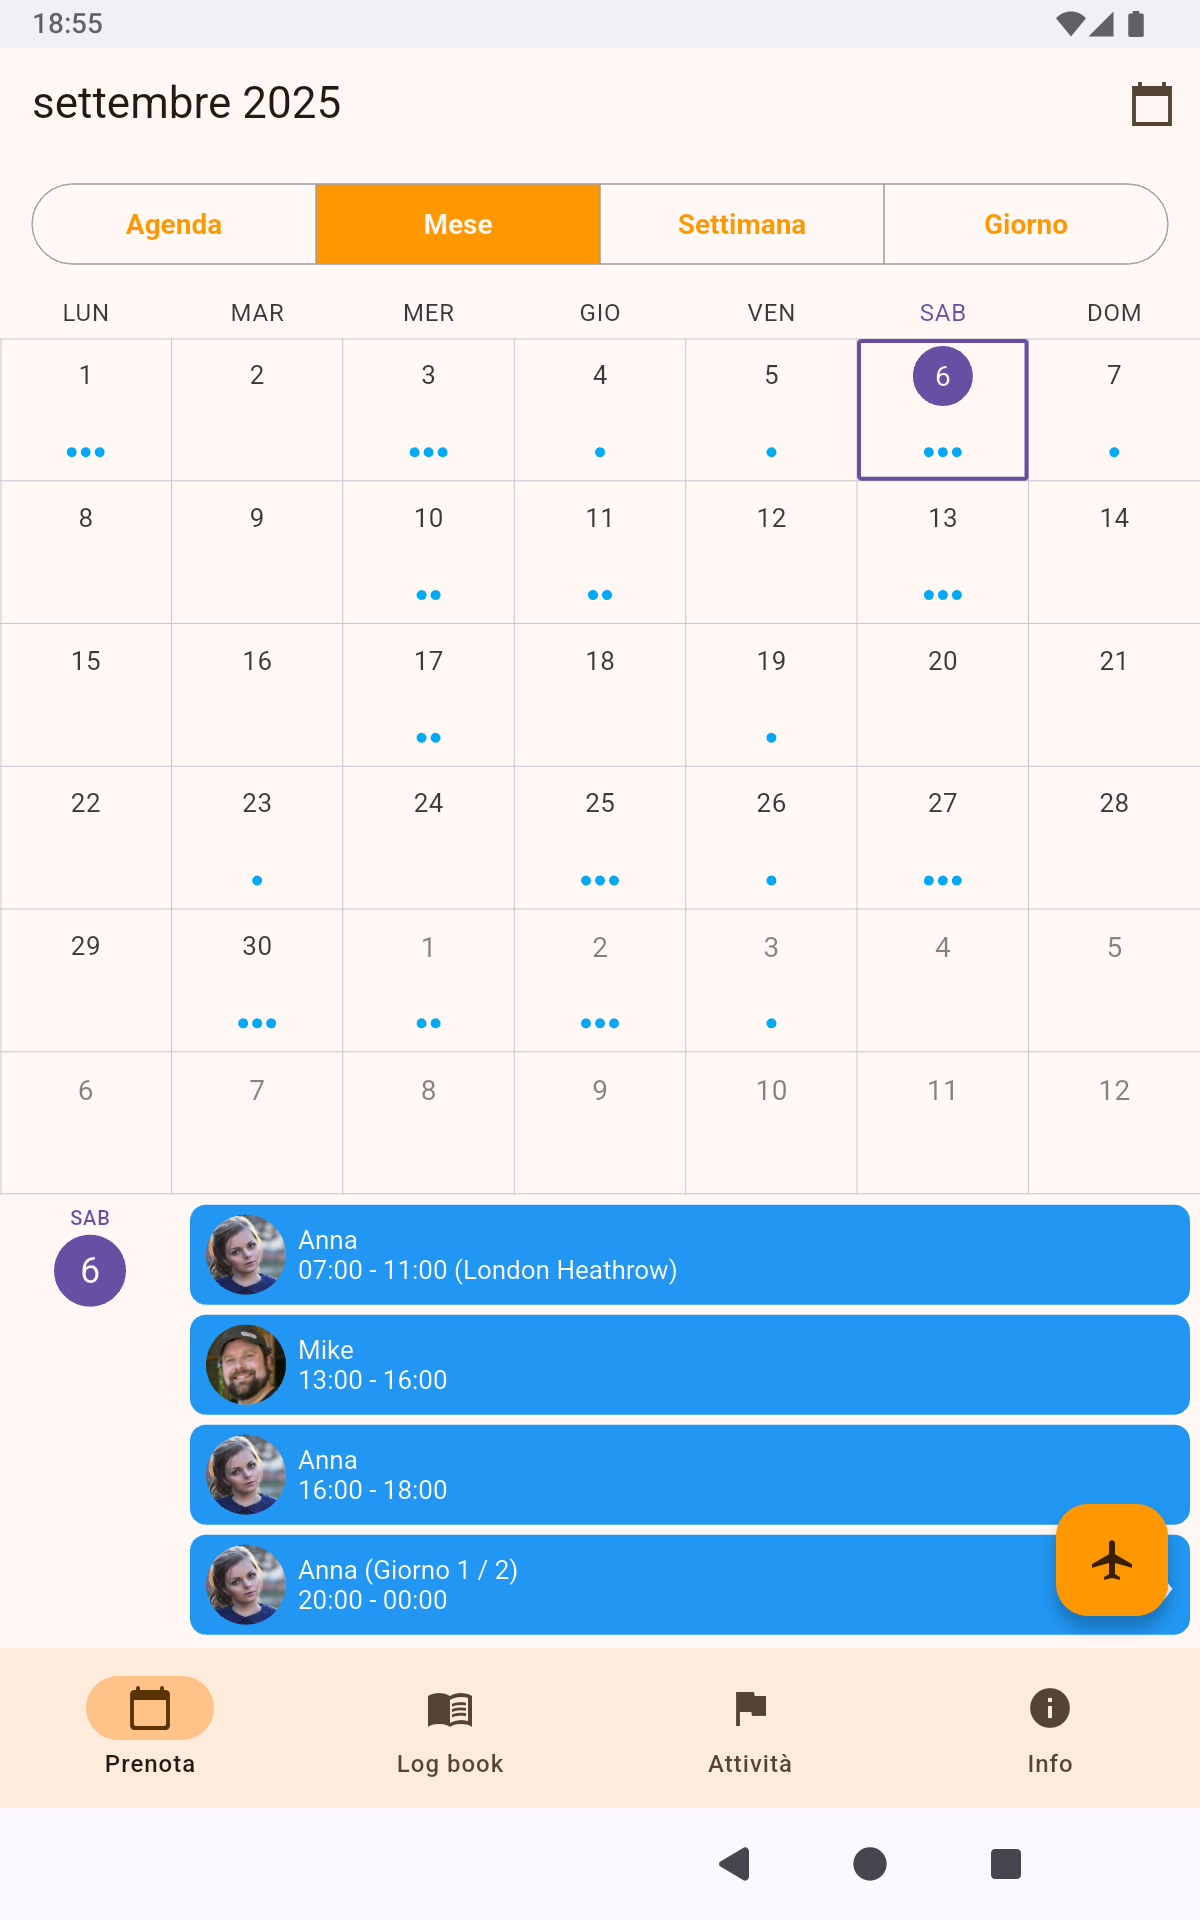 18:55
settembre 2025
Agenda Mese Settimana Giorno
LUN MAR MER GIO VEN SAB DOM
1 2 3 4 5 6 7
8 9 10 11 12 13 14
15 16 17 18 19 20 21
22 23 24 25 26 27 28
29 30 1 2 3 4 5
6 7 8 9 10 11 12
SAB
6
Anna
07:00 - 11:00 (London Heathrow)
Mike
13:00 - 16:00
Anna
16:00 - 18:00
Anna (Giorno 1 / 2)
20:00 - 00:00
Prenota Log book Attività Info